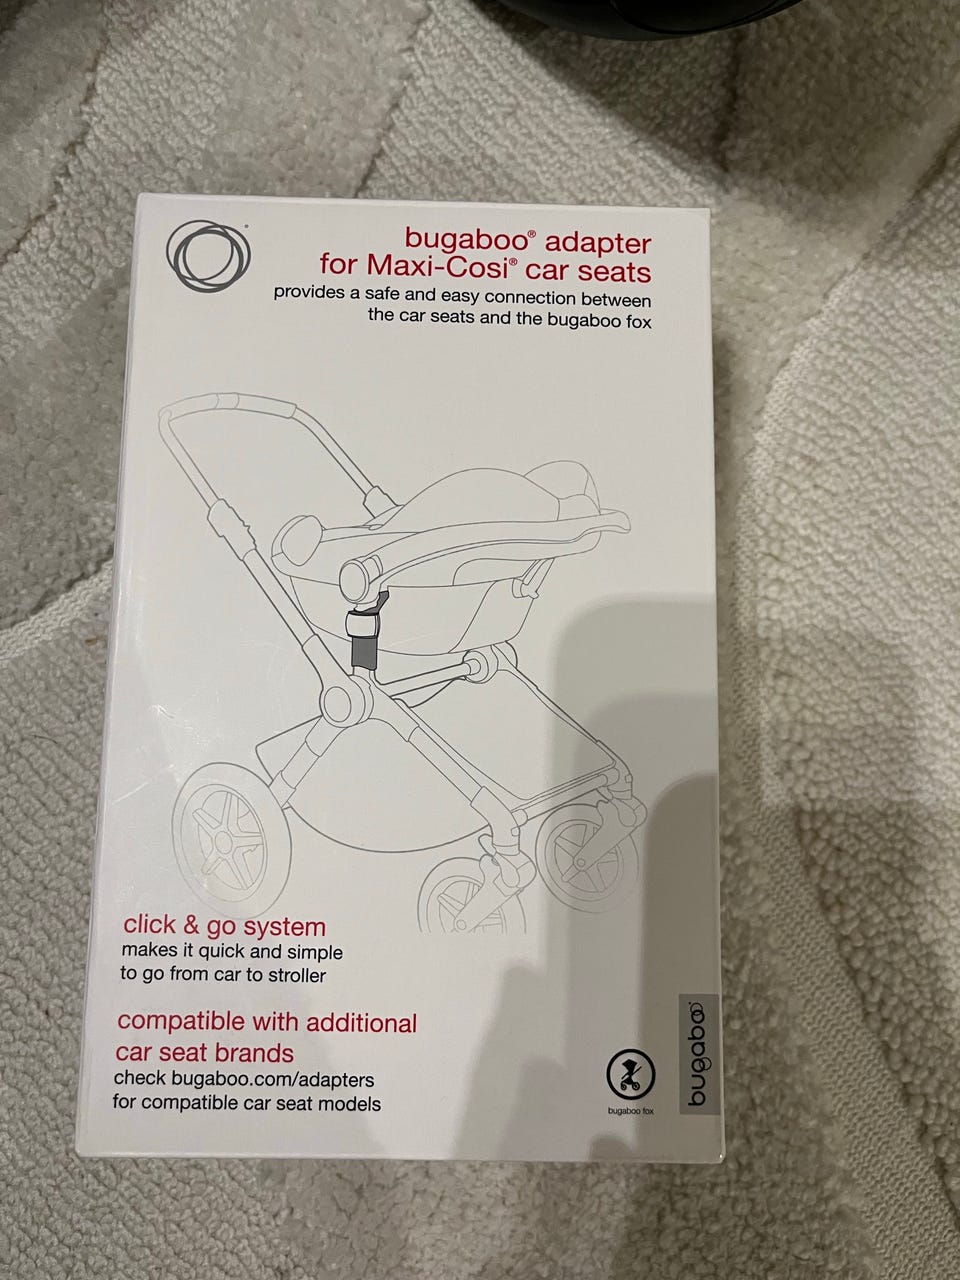 bugaboo® adapter
for Maxi-Cosi® car seats
provides a safe and easy connection between
the car seats and the bugaboo fox
click & go system
makes it quick and simple
to go from car to stroller
compatible with additional
car seat brands
check bugaboo.com/adapters
for compatible car seat models
bugaboo fox
bugaboo